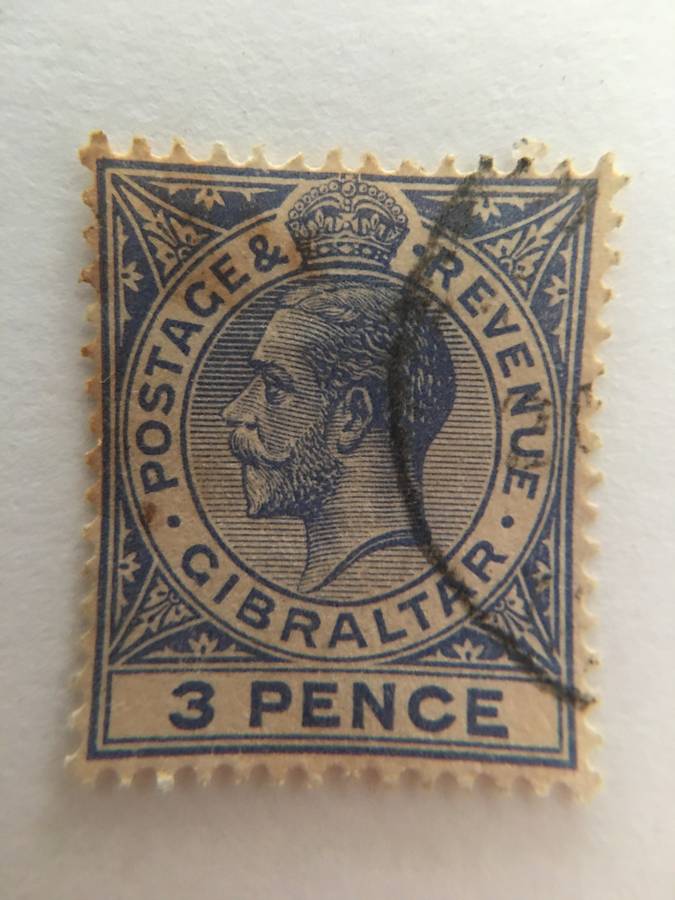 POSTAGE & REVENUE
GIBRALTAR
3 PENCE